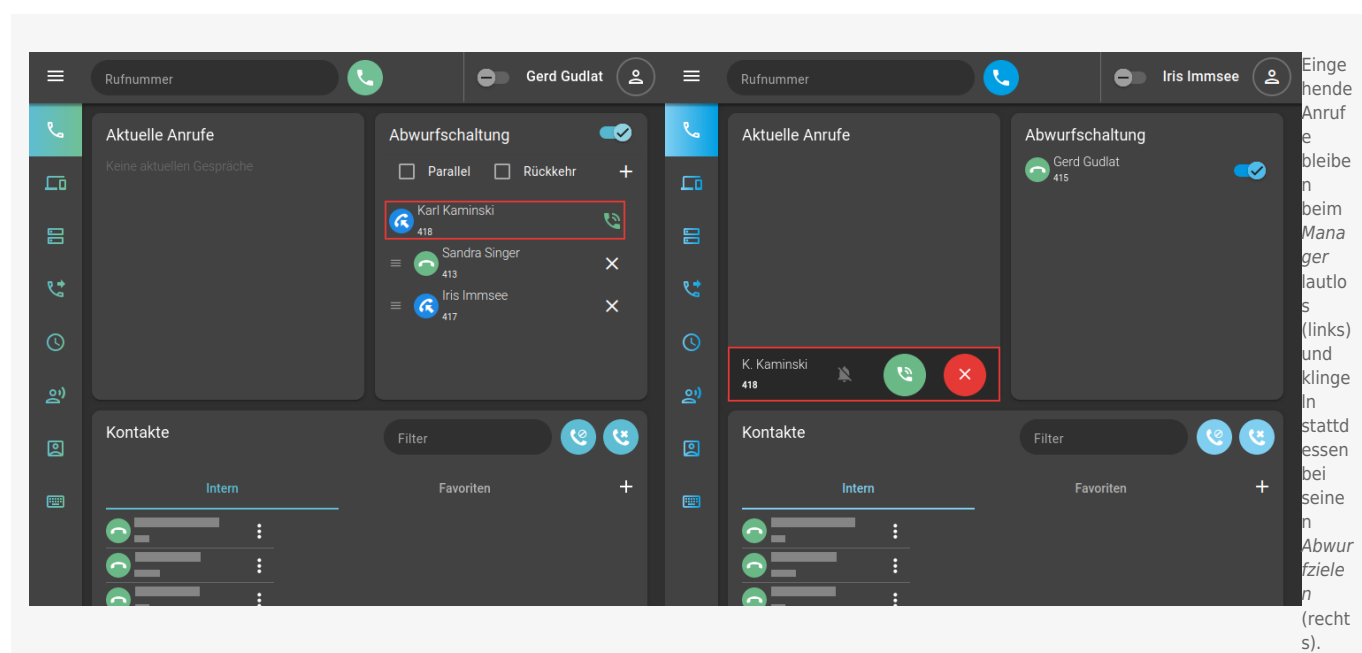 Rufnummer
Gerd Gudlat
Aktuelle Anrufe
Keine aktuellen Gespräche
Abwurfschaltung
Parallel
Rückkehr
Karl Kaminski
418
Sandra Singer
413
Iris Immsee
417
Kontakte
Filter
Intern
Favoriten
Rufnummer
Iris Immsee
Aktuelle Anrufe
K. Kaminski
418
Abwurfschaltung
Gerd Gudlat
415
Kontakte
Filter
Intern
Favoriten
Einge
hende
Anruf
e
bleibe
n
beim
Mana
ger
lautlo
s
(links)
und
klinge
ln
stattd
essen
bei
seine
n
Abwur
fziele
n
(recht
s).